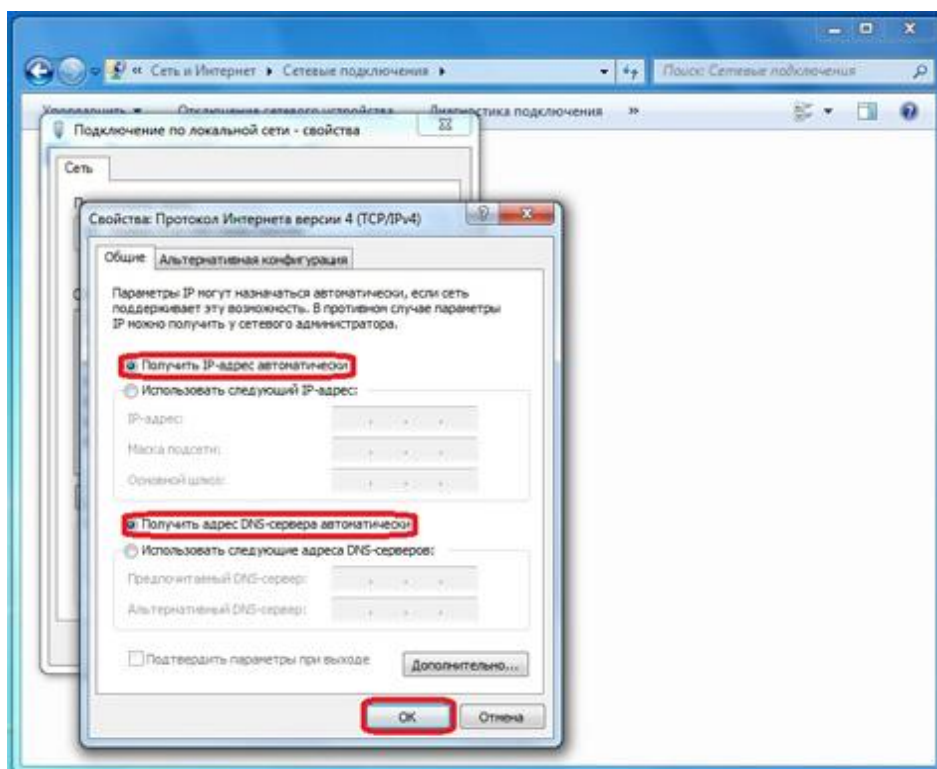 « Сеть и Интернет ▸ Сетевые подключения ▸
Поиск: Сетевые подключения
Упорядочить ▾ Отключение сетевого устройства Диагностика подключения »
Подключение по локальной сети - свойства
Сеть
Свойства: Протокол Интернета версии 4 (TCP/IPv4)
Общие Альтернативная конфигурация
Параметры IP могут назначаться автоматически, если сеть
поддерживает эту возможность. В противном случае параметры
IP можно получить у сетевого администратора.
Получить IP-адрес автоматически
Использовать следующий IP-адрес:
IP-адрес:
Маска подсети:
Основной шлюз:
Получить адрес DNS-сервера автоматически
Использовать следующие адреса DNS-серверов:
Предпочитаемый DNS-сервер:
Альтернативный DNS-сервер:
Подтвердить параметры при выходе
Дополнительно...
ОК Отмена